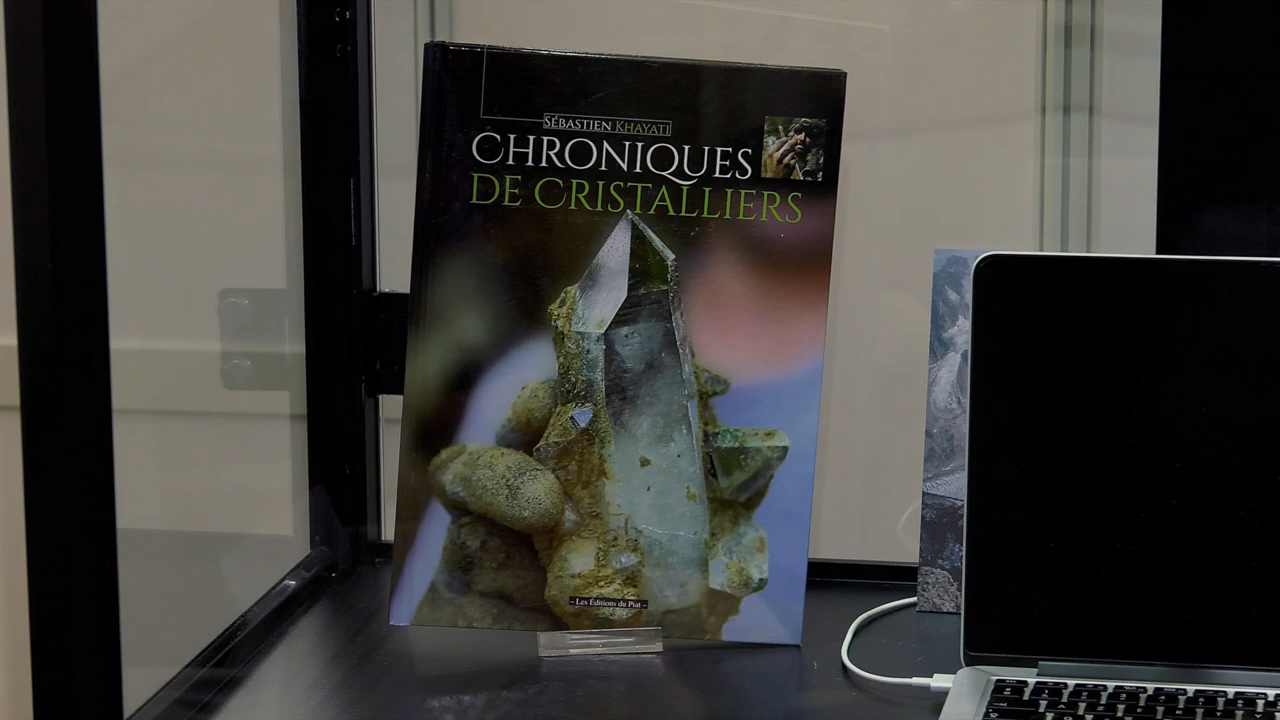 SÉBASTIEN KHAYATI
CHRONIQUES
DE CRISTALLIERS
– Les Éditions du Piat –